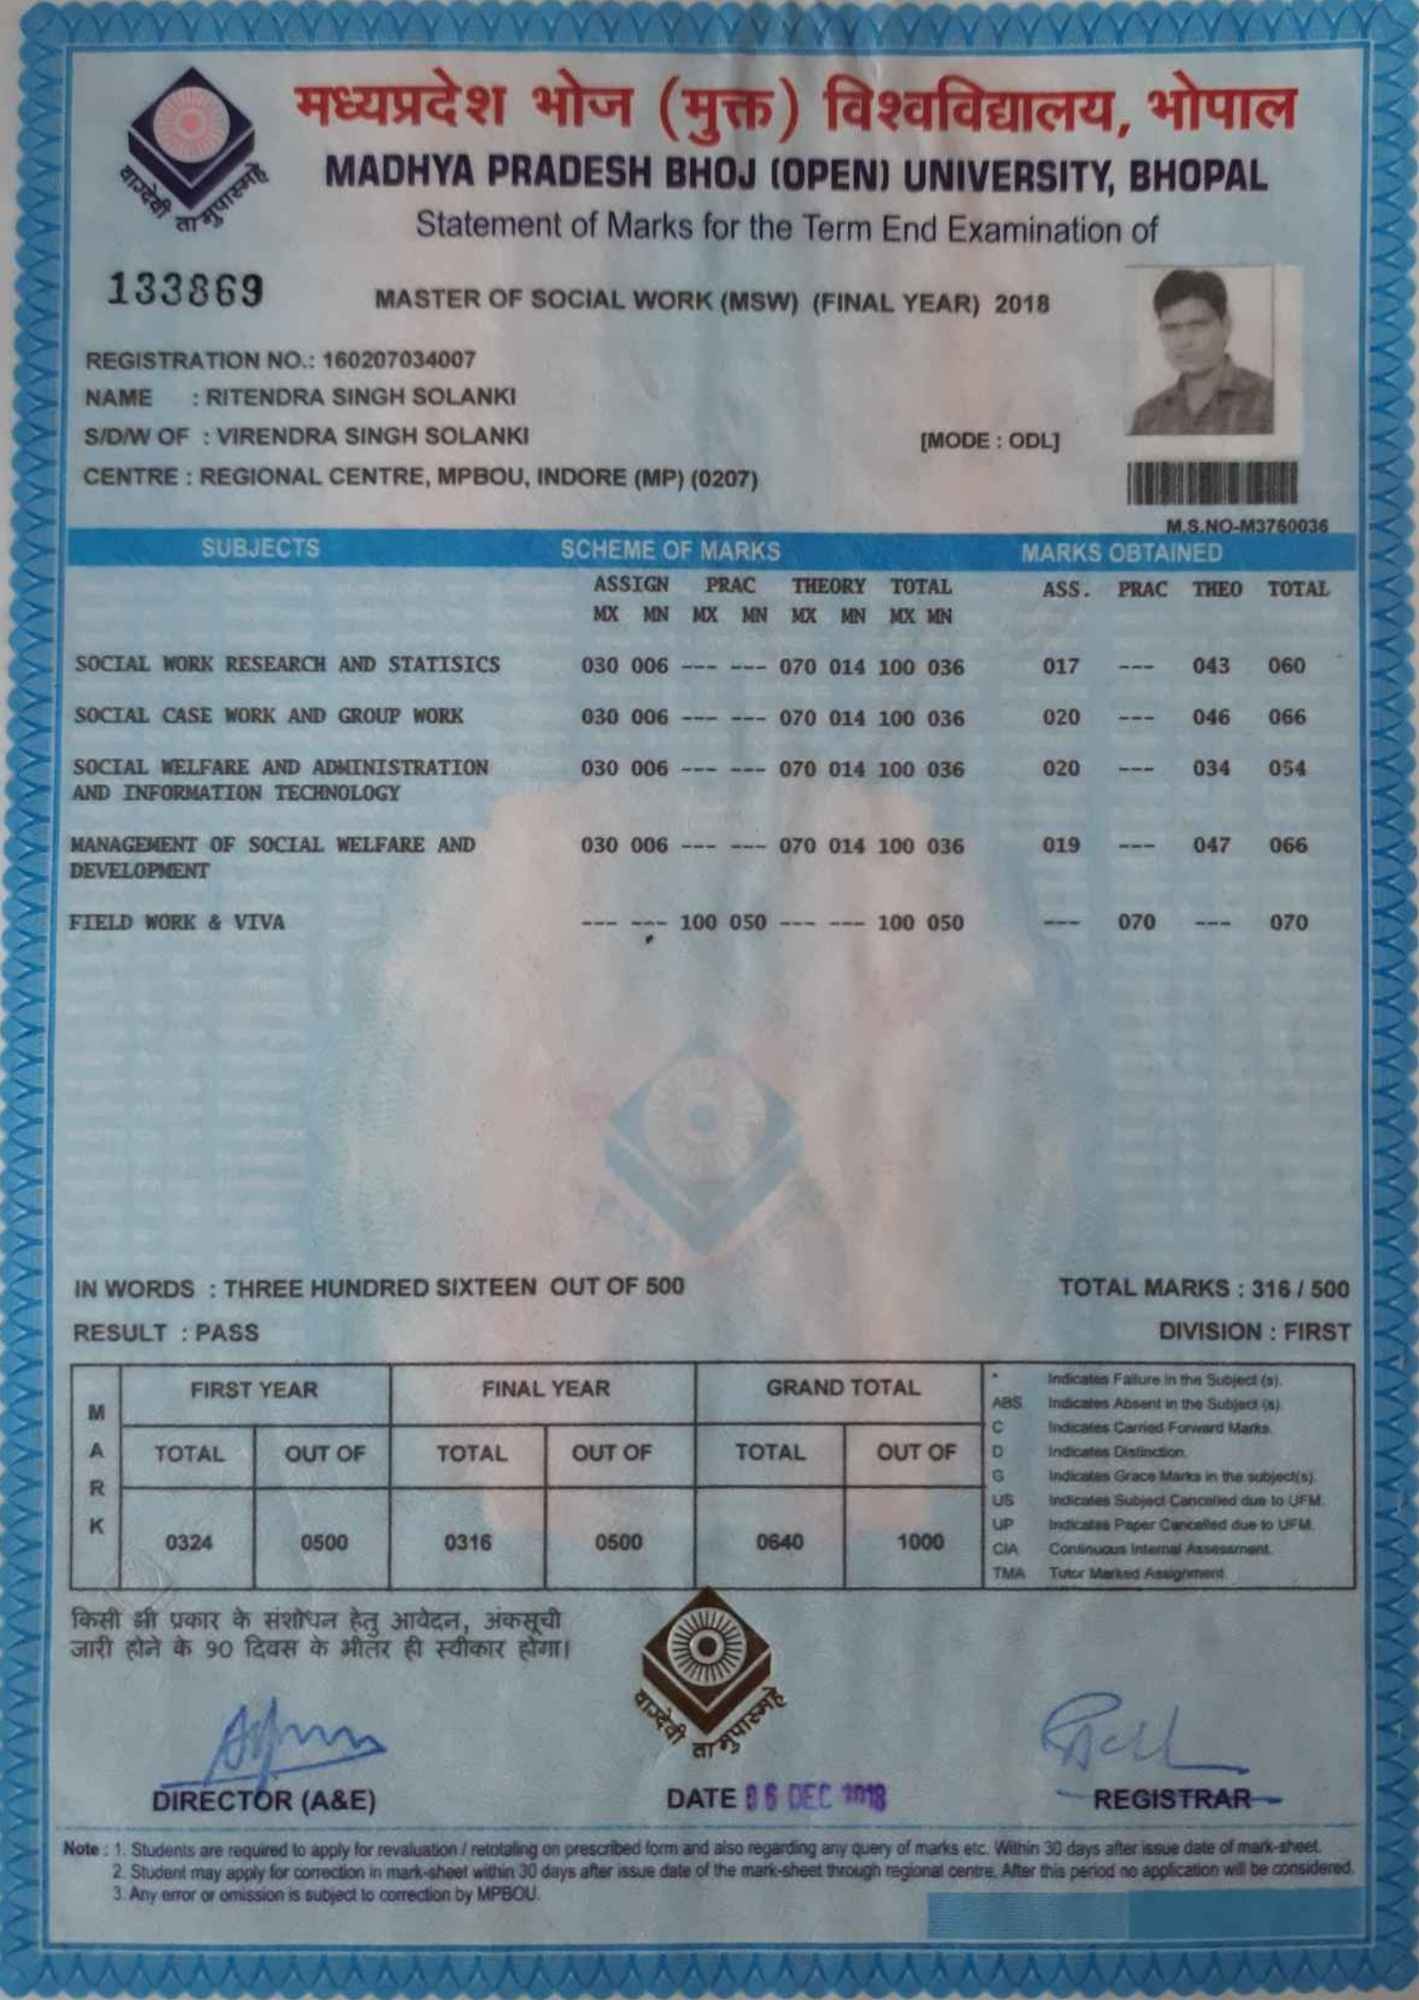 मध्यप्रदेश भोज (मुक्त) विश्वविद्यालय, भोपाल
MADHYA PRADESH BHOJ (OPEN) UNIVERSITY, BHOPAL
वाग्देवी तामुपास्महे
Statement of Marks for the Term End Examination of
133869
MASTER OF SOCIAL WORK (MSW) (FINAL YEAR) 2018
REGISTRATION NO.: 160207034007
NAME : RITENDRA SINGH SOLANKI
S/D/W OF : VIRENDRA SINGH SOLANKI
[MODE : ODL]
CENTRE : REGIONAL CENTRE, MPBOU, INDORE (MP) (0207)
M.S.NO-M3760036
SUBJECTS SCHEME OF MARKS MARKS OBTAINED
ASSIGN PRAC THEORY TOTAL ASS. PRAC THEO TOTAL
MX MN MX MN MX MN MX MN
SOCIAL WORK RESEARCH AND STATISICS 030 006 --- --- 070 014 100 036 017 --- 043 060
SOCIAL CASE WORK AND GROUP WORK 030 006 --- --- 070 014 100 036 020 --- 046 066
SOCIAL WELFARE AND ADMINISTRATION 030 006 --- --- 070 014 100 036 020 --- 034 054
AND INFORMATION TECHNOLOGY
MANAGEMENT OF SOCIAL WELFARE AND 030 006 --- --- 070 014 100 036 019 --- 047 066
DEVELOPMENT
FIELD WORK & VIVA --- --- 100 050 --- --- 100 050 --- 070 --- 070
IN WORDS : THREE HUNDRED SIXTEEN OUT OF 500 TOTAL MARKS : 316 / 500
RESULT : PASS DIVISION : FIRST
MARK
FIRST YEAR FINAL YEAR GRAND TOTAL
TOTAL OUT OF TOTAL OUT OF TOTAL OUT OF
0324 0500 0316 0500 0640 1000
* Indicates Failure in the Subject (s).
ABS Indicates Absent in the Subject (s).
C Indicates Carried Forward Marks.
D Indicates Distinction.
G Indicates Grace Marks in the subject(s).
US Indicates Subject Cancelled due to UFM.
UP Indicates Paper Cancelled due to UFM.
CIA Continuous Internal Assessment.
TMA Tutor Marked Assignment
किसी भी प्रकार के संशोधन हेतु आवेदन, अंकसूची
जारी होने के 90 दिवस के भीतर ही स्वीकार होगा।
वाग्देवी तामुपास्महे
DIRECTOR (A&E) DATE 06 DEC 2018 REGISTRAR
Note : 1. Students are required to apply for revaluation / retotaling on prescribed form and also regarding any query of marks etc. Within 30 days after issue date of mark-sheet.
2. Student may apply for correction in mark-sheet within 30 days after issue date of the mark-sheet through regional centre. After this period no application will be considered.
3. Any error or omission is subject to correction by MPBOU.